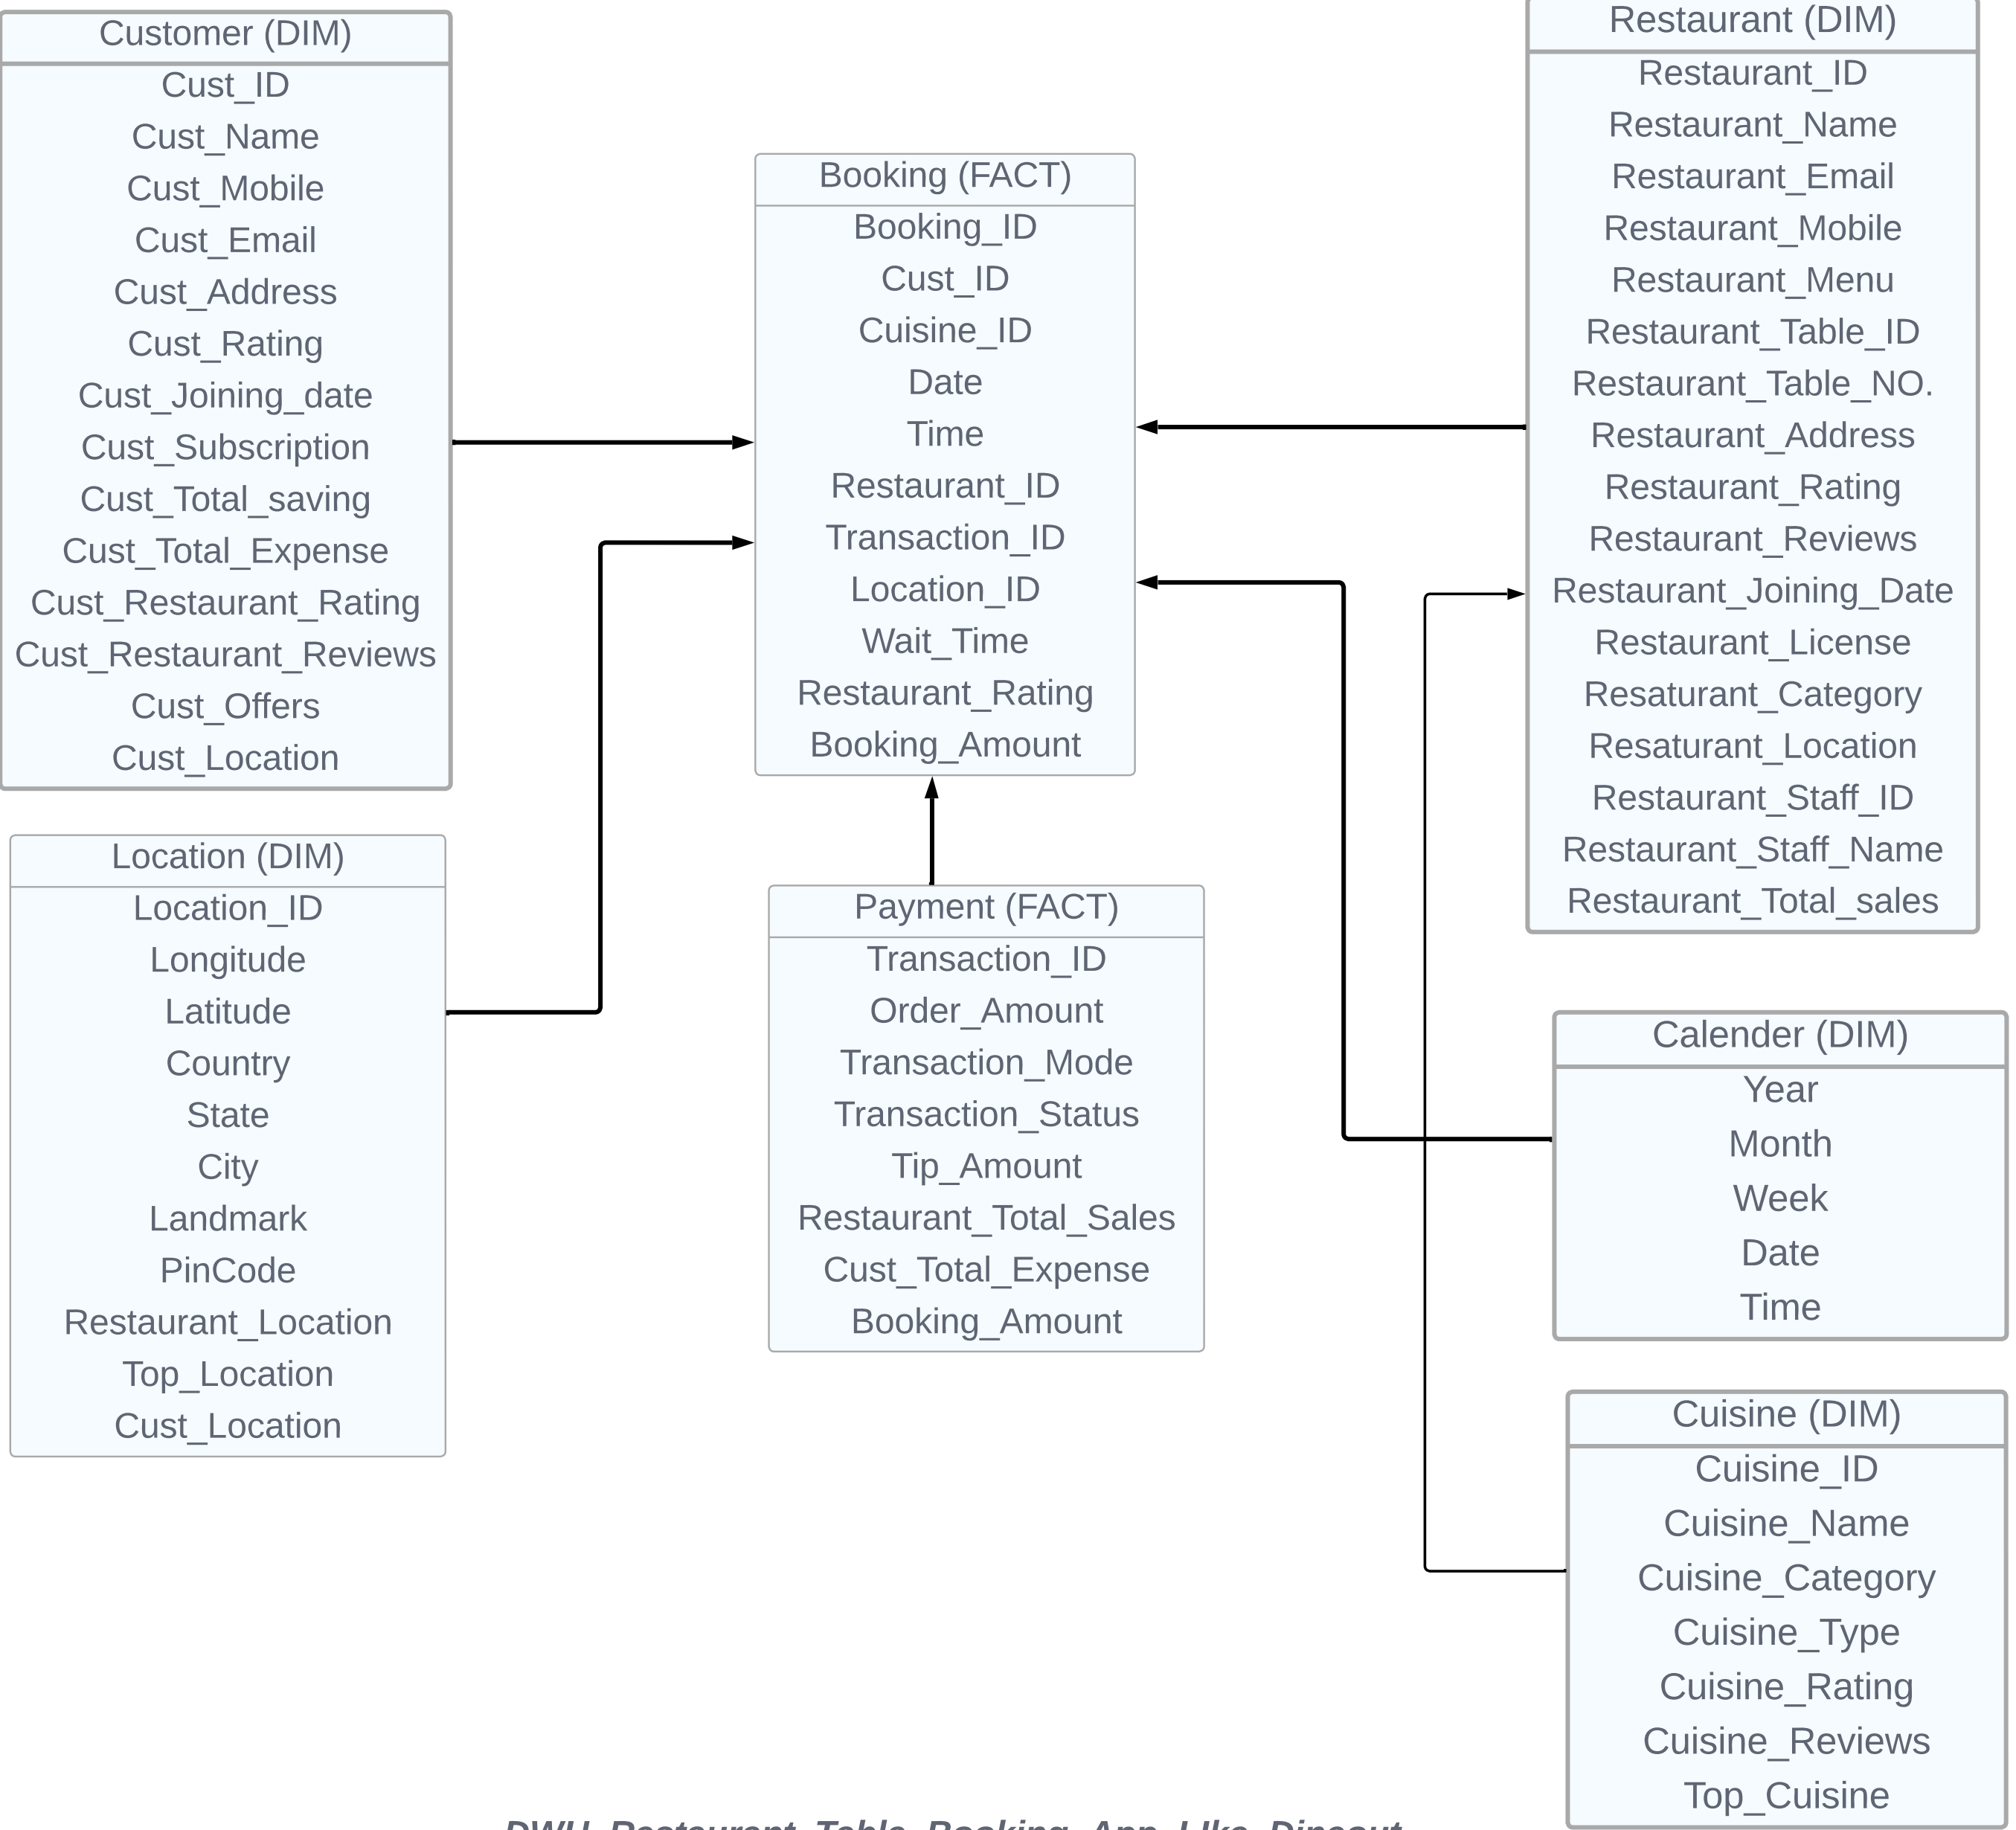 Customer (DIM)
Cust_ID
Cust_Name
Cust_Mobile
Cust_Email
Cust_Address
Cust_Rating
Cust_Joining_date
Cust_Subscription
Cust_Total_saving
Cust_Total_Expense
Cust_Restaurant_Rating
Cust_Restaurant_Reviews
Cust_Offers
Cust_Location
Location (DIM)
Location_ID
Longitude
Latitude
Country
State
City
Landmark
PinCode
Restaurant_Location
Top_Location
Cust_Location
Booking (FACT)
Booking_ID
Cust_ID
Cuisine_ID
Date
Time
Restaurant_ID
Transaction_ID
Location_ID
Wait_Time
Restaurant_Rating
Booking_Amount
Payment (FACT)
Transaction_ID
Order_Amount
Transaction_Mode
Transaction_Status
Tip_Amount
Restaurant_Total_Sales
Cust_Total_Expense
Booking_Amount
Restaurant (DIM)
Restaurant_ID
Restaurant_Name
Restaurant_Email
Restaurant_Mobile
Restaurant_Menu
Restaurant_Table_ID
Restaurant_Table_NO.
Restaurant_Address
Restaurant_Rating
Restaurant_Reviews
Restaurant_Joining_Date
Restaurant_License
Resaturant_Category
Resaturant_Location
Restaurant_Staff_ID
Restaurant_Staff_Name
Restaurant_Total_sales
Calender (DIM)
Year
Month
Week
Date
Time
Cuisine (DIM)
Cuisine_ID
Cuisine_Name
Cuisine_Category
Cuisine_Type
Cuisine_Rating
Cuisine_Reviews
Top_Cuisine
DWH_Restaurant_Table_Booking_App_LIke_Dineout